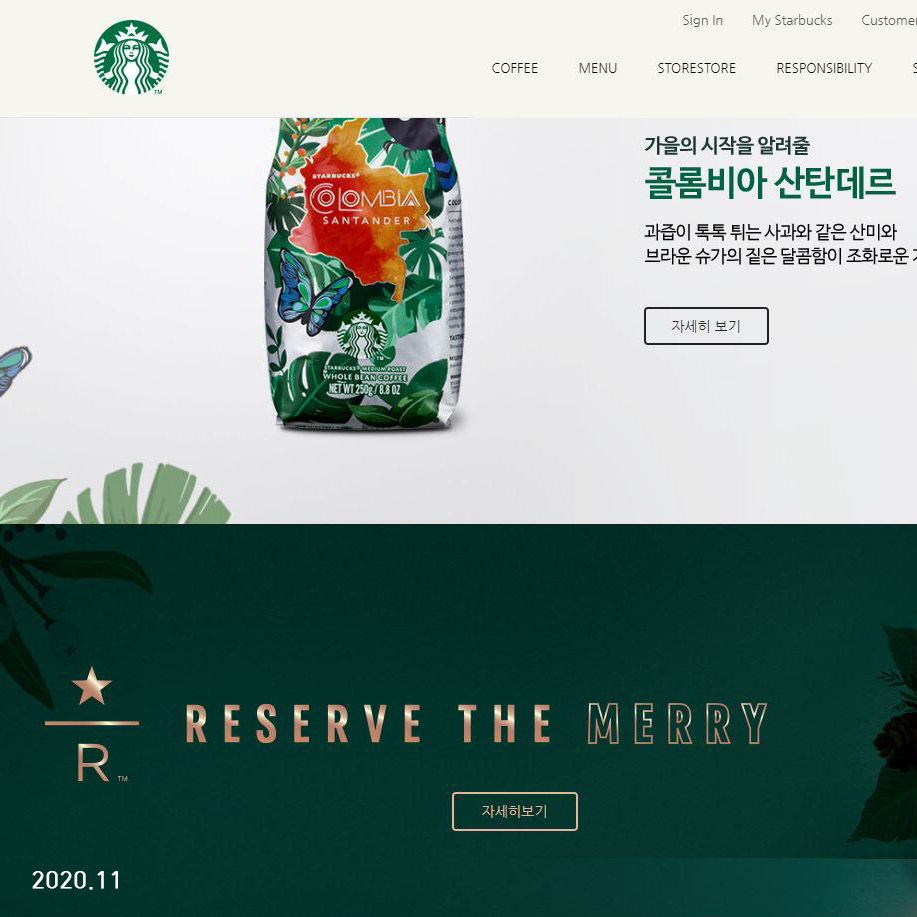 Sign In My Starbucks Customer
COFFEE MENU STORESTORE RESPONSIBILITY S
TM
가을의 시작을 알려줄
콜롬비아 산탄데르
과즙이 톡톡 튀는 사과와 같은 산미와
브라운 슈가의 짙은 달콤함이 조화로운
자세히 보기
STARBUCKS®
COLOMBIA
SANTANDER
TM
STARBUCKS® MEDIUM ROAST
WHOLE BEAN COFFEE
NET WT 250g / 8.8 OZ
R TM
RESERVE THE MERRY
자세히보기
2020.11